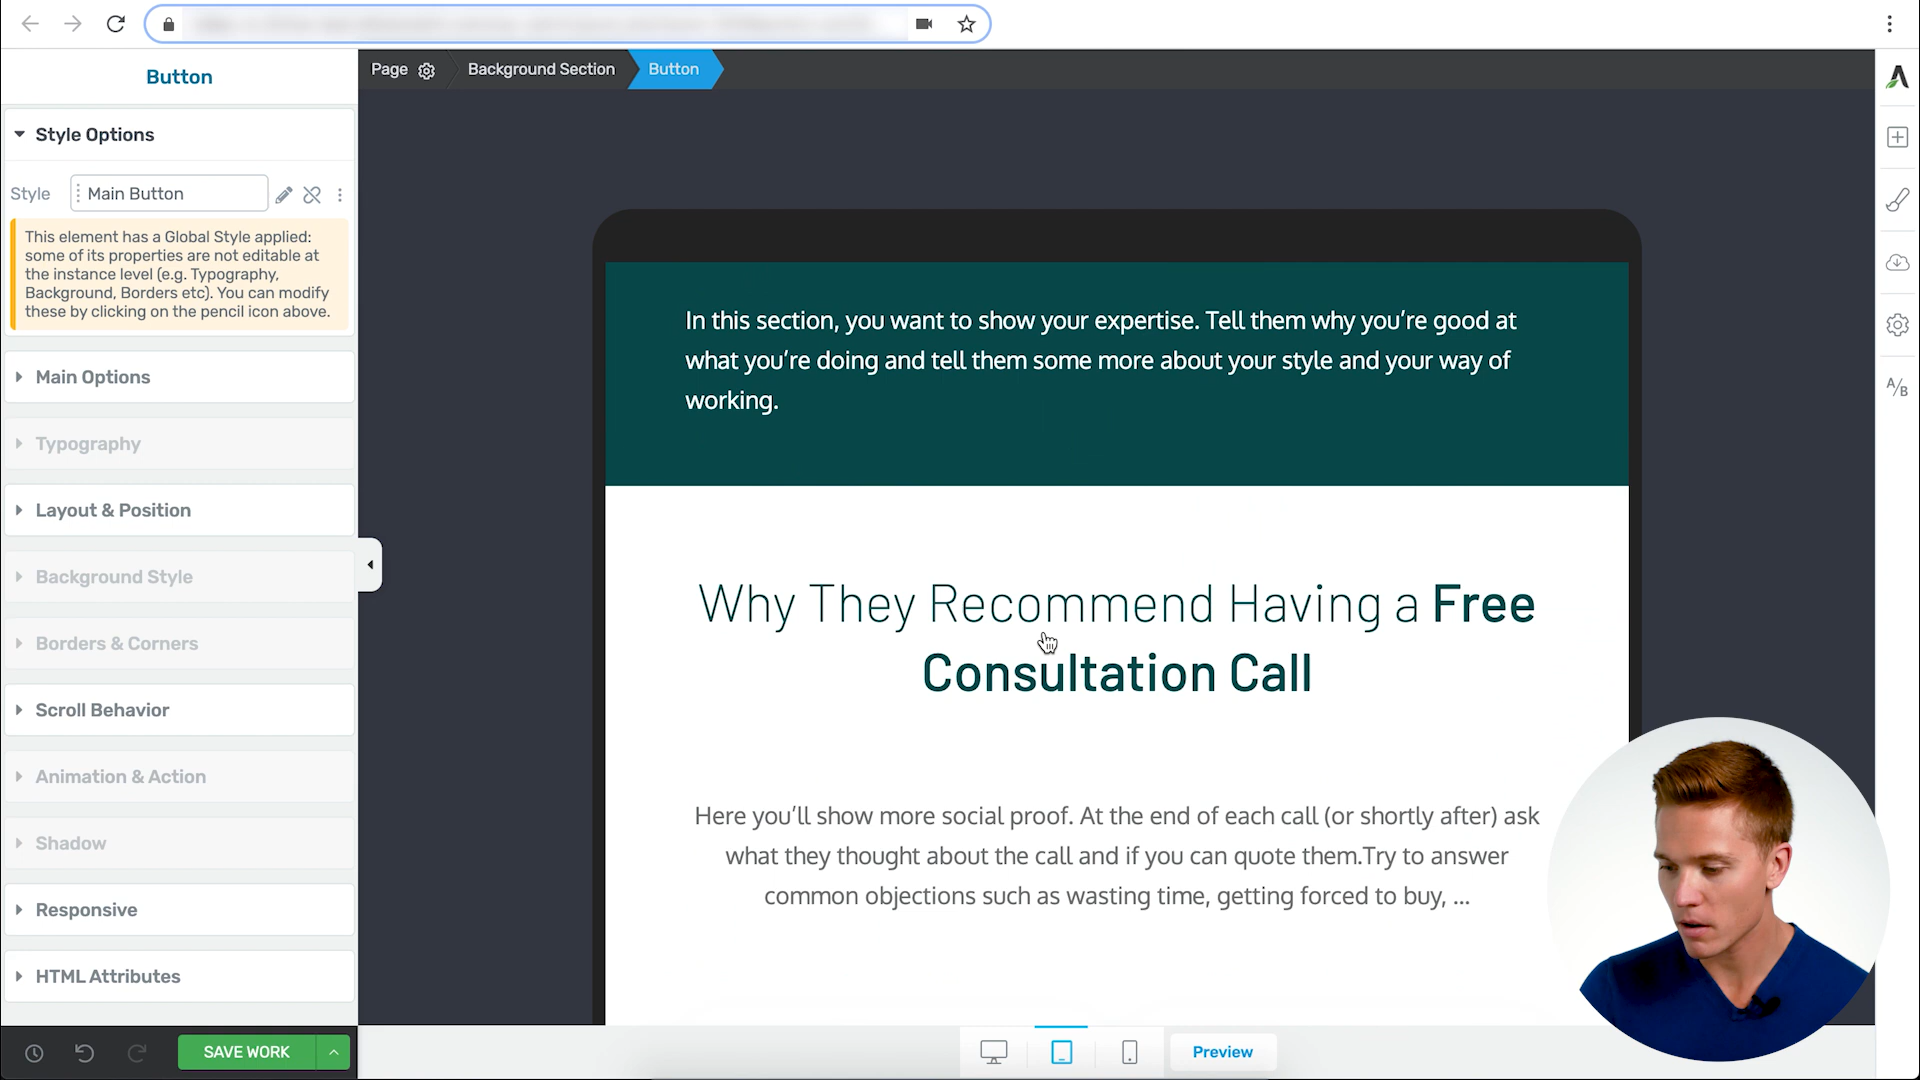 Button
Page
Background Section
Button
Style Options
Style
Main Button
This element has a Global Style applied:
some of its properties are not editable at
the instance level (e.g. Typography,
Background, Borders etc). You can modify
these by clicking on the pencil icon above.
Main Options
Typography
Layout & Position
Background Style
Borders & Corners
Scroll Behavior
Animation & Action
Shadow
Responsive
HTML Attributes
SAVE WORK
In this section, you want to show your expertise. Tell them why you're good at
what you're doing and tell them some more about your style and your way of
working.
Why They Recommend Having a Free
Consultation Call
Here you'll show more social proof. At the end of each call (or shortly after) ask
what they thought about the call and if you can quote them.Try to answer
common objections such as wasting time, getting forced to buy, ...
Preview
A/B